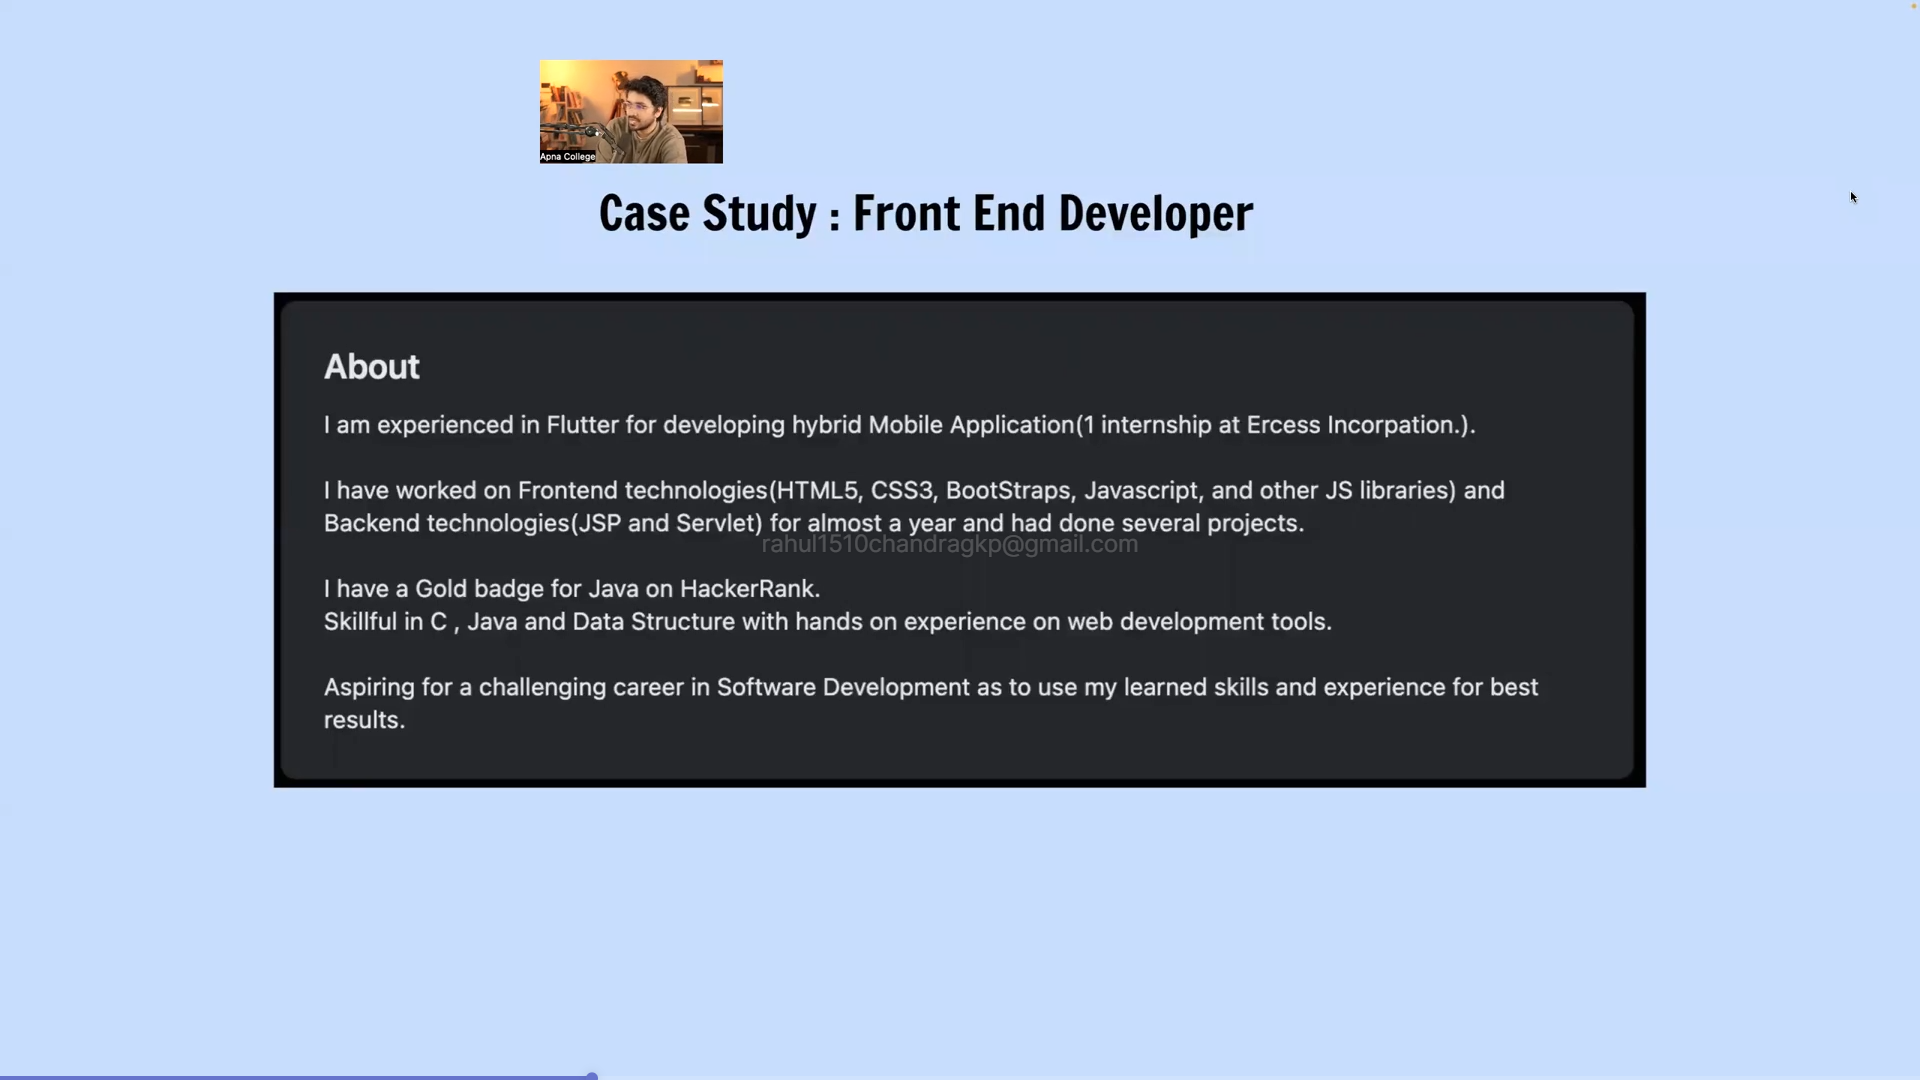 Apna College
Case Study : Front End Developer
About
I am experienced in Flutter for developing hybrid Mobile Application(1 internship at Ercess Incorpation.).
I have worked on Frontend technologies(HTML5, CSS3, BootStraps, Javascript, and other JS libraries) and
Backend technologies(JSP and Servlet) for almost a year and had done several projects.
rahul1510chandragkp@gmail.com
I have a Gold badge for Java on HackerRank.
Skillful in C , Java and Data Structure with hands on experience on web development tools.
Aspiring for a challenging career in Software Development as to use my learned skills and experience for best
results.